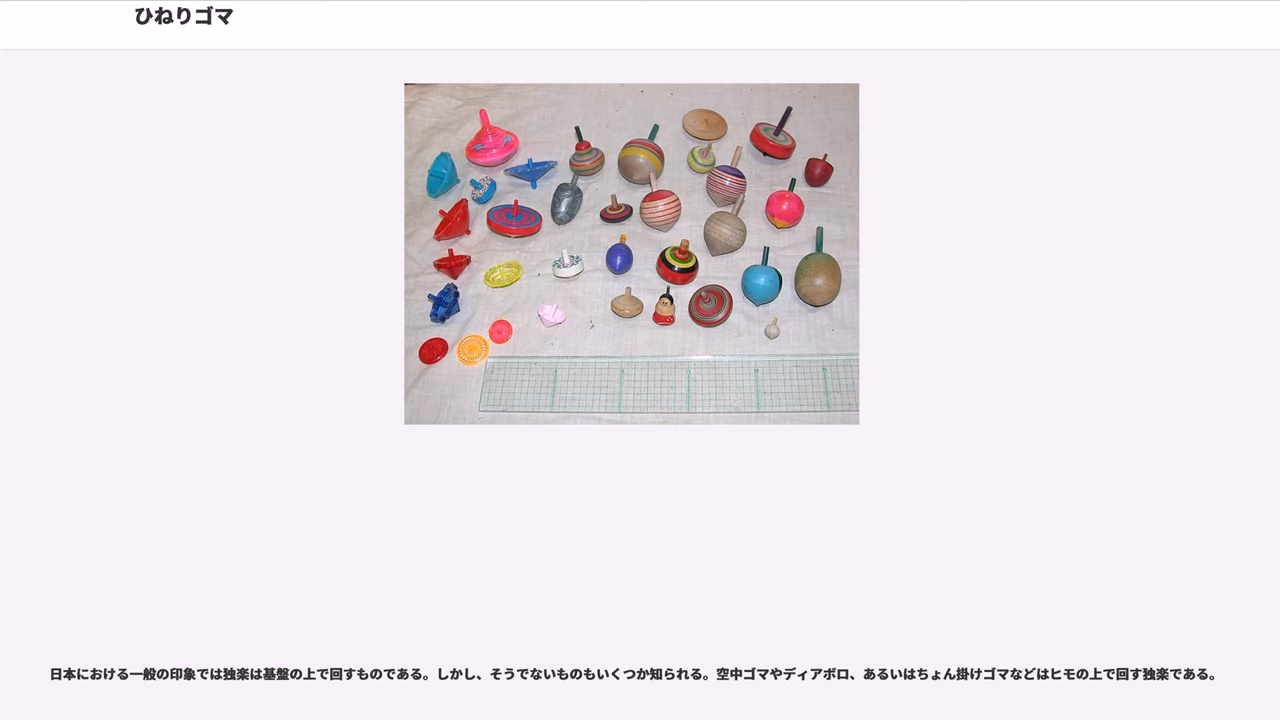 ひねりゴマ
日本における一般の印象では独楽は基盤の上で回すものである。しかし、そうでないものもいくつか知られる。空中ゴマやディアボロ、あるいはちょん掛けゴマなどはヒモの上で回す独楽である。